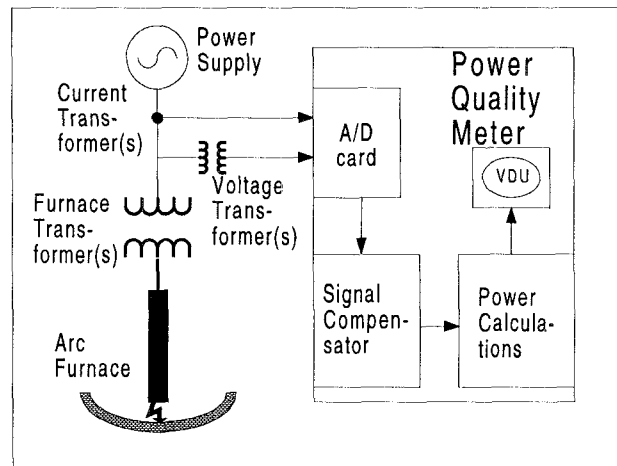 Power
Supply
Current
Trans-
former(s)
Furnace
Trans-
former(s)
Voltage
Trans-
former(s)
Arc
Furnace
Power
Quality
Meter
A/D
card
VDU
Signal
Compen-
sator
Power
Calcula-
tions